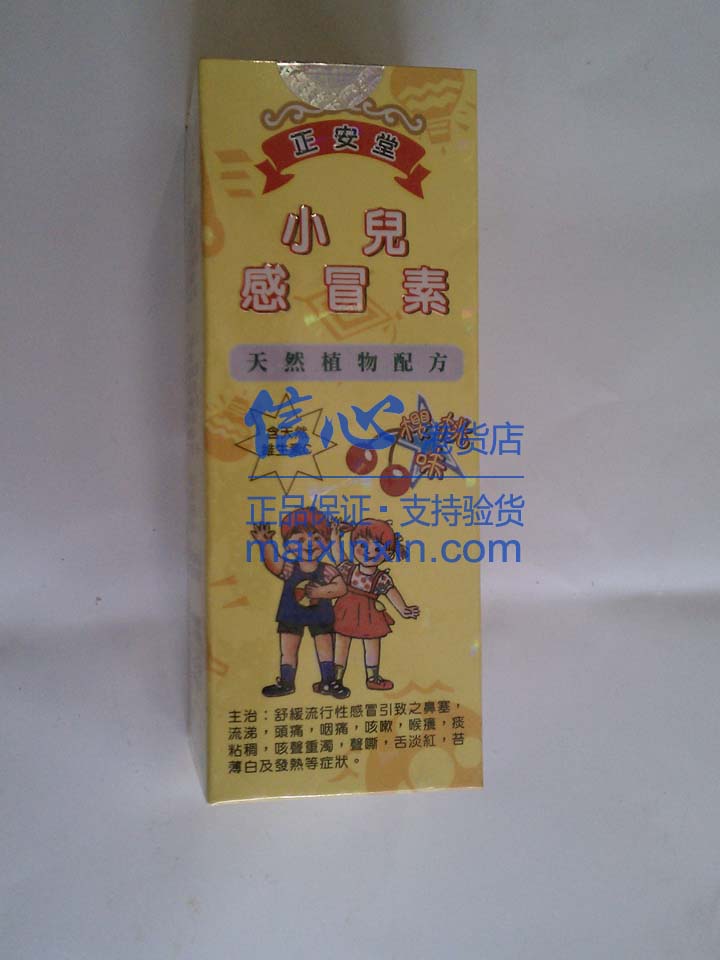 正安堂
小兒
感冒素
天然植物配方
信心
货店
含天然
櫻桃
味
正品保证·支持验货
maixinxin.com
主治：舒緩流行性感冒引致之鼻塞，
流涕，頭痛，咽痛，咳嗽，喉癢，痰
粘稠，咳聲重濁，聲嘶，舌淡紅，苔
薄白及發熱等症狀。